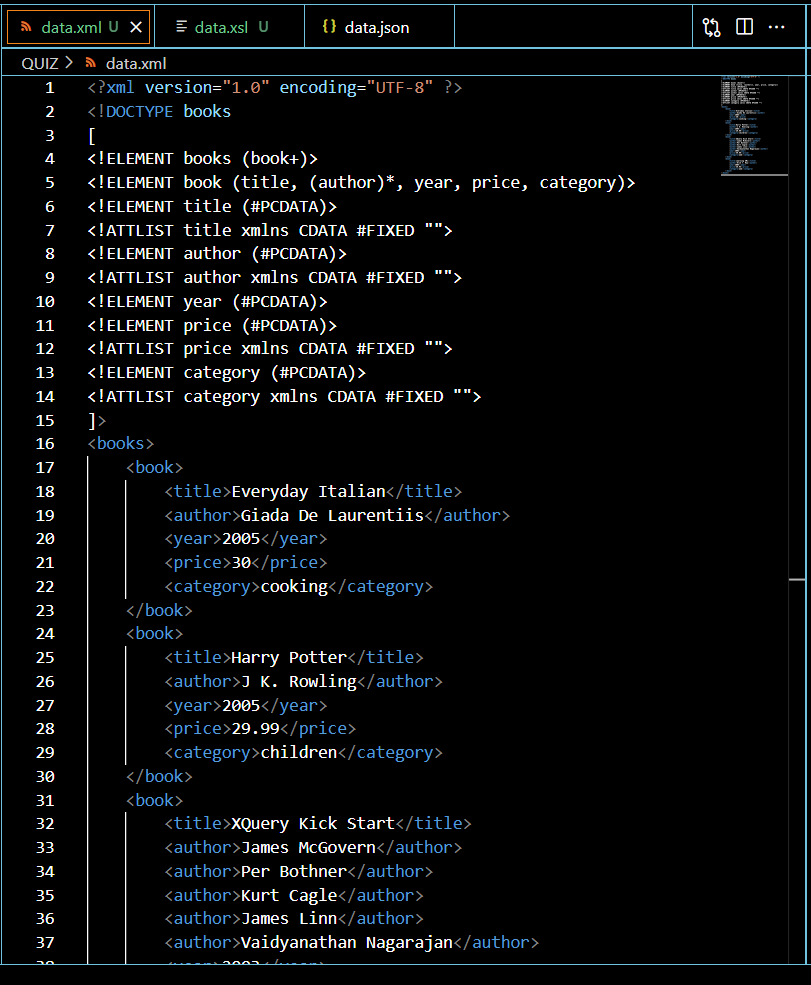 data.xml U
data.xsl U
{} data.json
QUIZ > data.xml
1 <?xml version="1.0" encoding="UTF-8" ?>
2 <!DOCTYPE books
3 [
4 <!ELEMENT books (book+)>
5 <!ELEMENT book (title, (author)*, year, price, category)>
6 <!ELEMENT title (#PCDATA)>
7 <!ATTLIST title xmlns CDATA #FIXED "">
8 <!ELEMENT author (#PCDATA)>
9 <!ATTLIST author xmlns CDATA #FIXED "">
10 <!ELEMENT year (#PCDATA)>
11 <!ELEMENT price (#PCDATA)>
12 <!ATTLIST price xmlns CDATA #FIXED "">
13 <!ELEMENT category (#PCDATA)>
14 <!ATTLIST category xmlns CDATA #FIXED "">
15 ]>
16 <books>
17 <book>
18 <title>Everyday Italian</title>
19 <author>Giada De Laurentiis</author>
20 <year>2005</year>
21 <price>30</price>
22 <category>cooking</category>
23 </book>
24 <book>
25 <title>Harry Potter</title>
26 <author>J K. Rowling</author>
27 <year>2005</year>
28 <price>29.99</price>
29 <category>children</category>
30 </book>
31 <book>
32 <title>XQuery Kick Start</title>
33 <author>James McGovern</author>
34 <author>Per Bothner</author>
35 <author>Kurt Cagle</author>
36 <author>James Linn</author>
37 <author>Vaidyanathan Nagarajan</author>